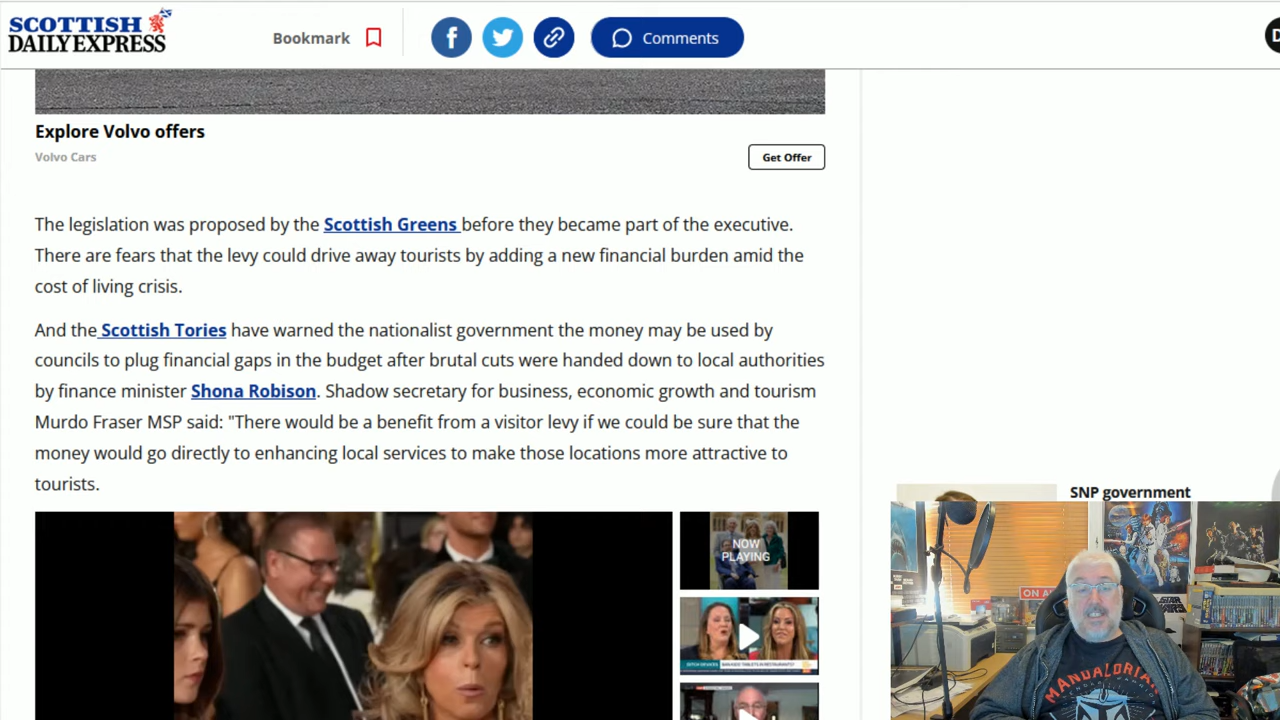 SCOTTISH
DAILY EXPRESS
Bookmark
Comments
D
Explore Volvo offers
Volvo Cars
Get Offer
The legislation was proposed by the Scottish Greens before they became part of the executive.
There are fears that the levy could drive away tourists by adding a new financial burden amid the
cost of living crisis.
And the Scottish Tories have warned the nationalist government the money may be used by
councils to plug financial gaps in the budget after brutal cuts were handed down to local authorities
by finance minister Shona Robison. Shadow secretary for business, economic growth and tourism
Murdo Fraser MSP said: "There would be a benefit from a visitor levy if we could be sure that the
money would go directly to enhancing local services to make those locations more attractive to
tourists.
NOW
PLAYING
SNP government
ON A
MANDALORIA